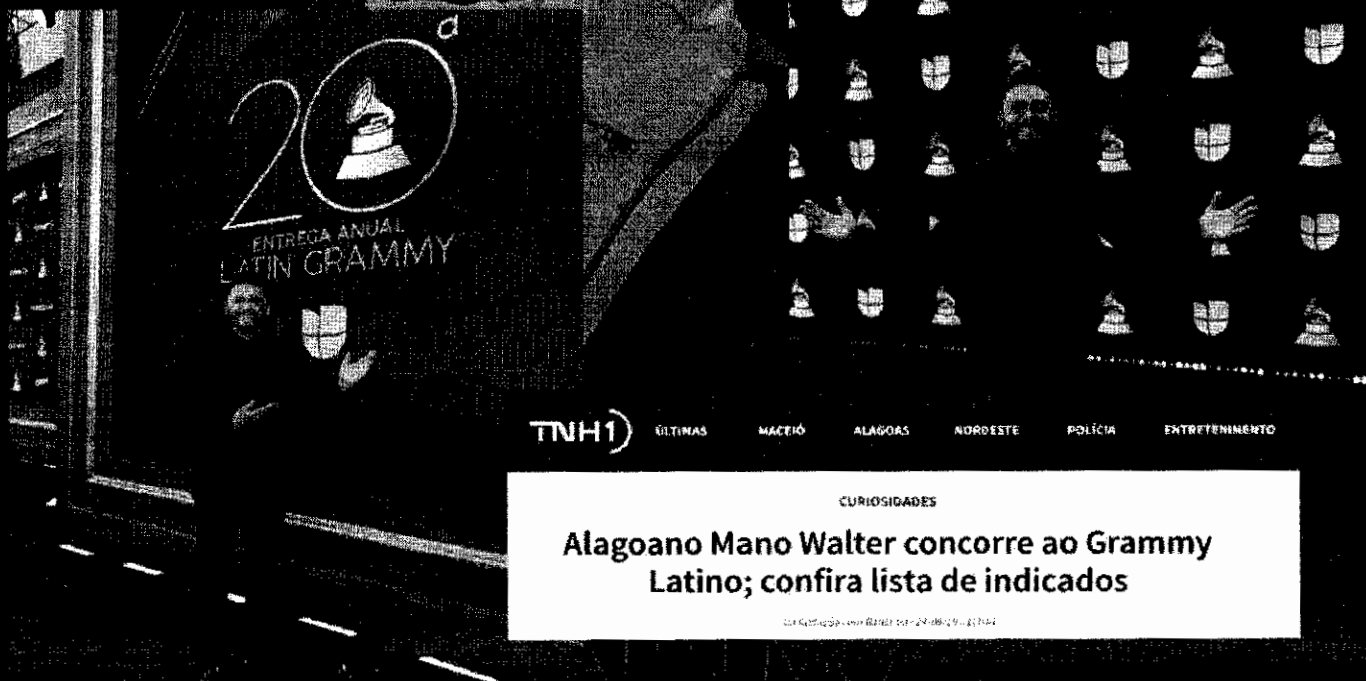 20ª
ENTREGA ANUAL
LATIN GRAMMY
TNH1
ÚLTIMAS MACEIÓ ALAGOAS NORDESTE POLÍCIA ENTRETENIMENTO
CURIOSIDADES
Alagoano Mano Walter concorre ao Grammy
Latino; confira lista de indicados